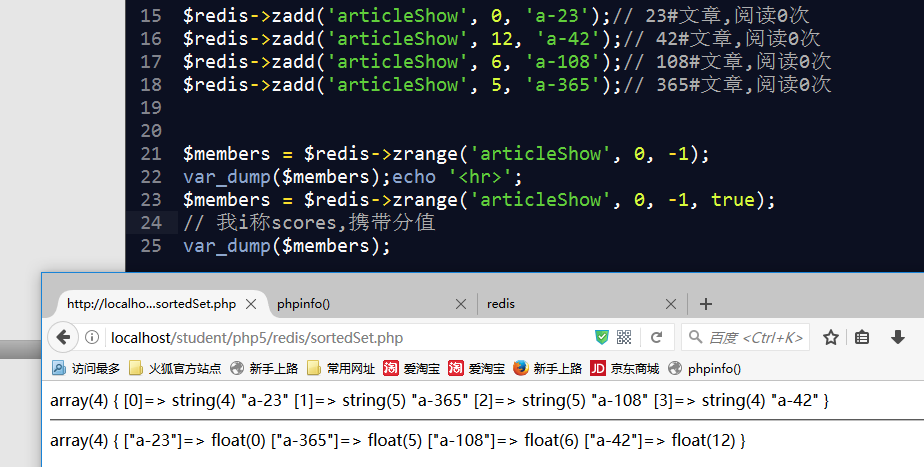 15 $redis->zadd('articleShow', 0, 'a-23');// 23#文章,阅读0次
16 $redis->zadd('articleShow', 12, 'a-42');// 42#文章,阅读0次
17 $redis->zadd('articleShow', 6, 'a-108');// 108#文章,阅读0次
18 $redis->zadd('articleShow', 5, 'a-365');// 365#文章,阅读0次
19
20
21 $members = $redis->zrange('articleShow', 0, -1);
22 var_dump($members);echo '<hr>';
23 $members = $redis->zrange('articleShow', 0, -1, true);
24 // 我i称scores,携带分值
25 var_dump($members);
http://localho...sortedSet.php phpinfo() redis
localhost/student/php5/redis/sortedSet.php 百度 <Ctrl+K>
访问最多 火狐官方站点 新手上路 常用网址 淘 爱淘宝 淘 爱淘宝 新手上路 JD 京东商城 phpinfo()
array(4) { [0]=> string(4) "a-23" [1]=> string(5) "a-365" [2]=> string(5) "a-108" [3]=> string(4) "a-42" }
array(4) { ["a-23"]=> float(0) ["a-365"]=> float(5) ["a-108"]=> float(6) ["a-42"]=> float(12) }